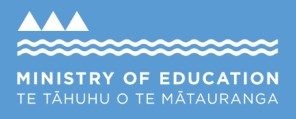 MINISTRY OF EDUCATION
TE TĀHUHU O TE MĀTAURANGA